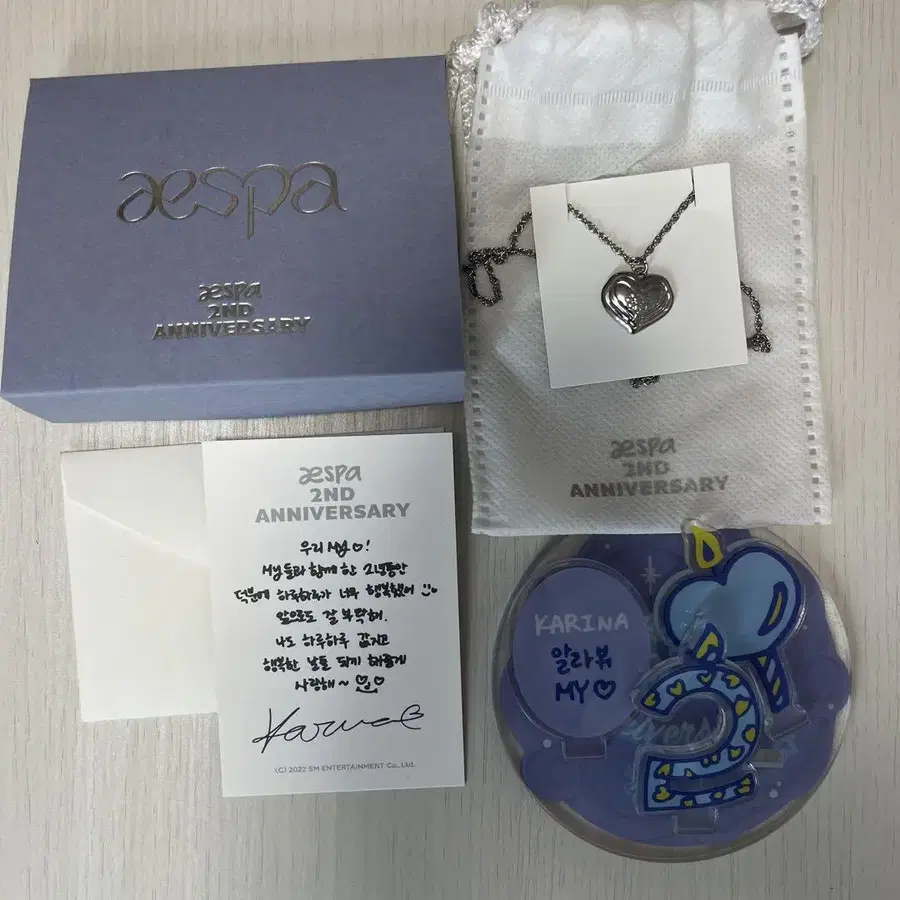 aespa
aespa
2ND
ANNIVERSARY
aespa
2ND
ANNIVERSARY
aespa
2ND
ANNIVERSARY
우리 MY♡!
MY들과 함께 한 2년동안
덕분에 하루하루가 너무 행복했어
앞으로도 잘 부탁해.
나도 하루하루 값지고
행복한 날들 되게 해줄게
사랑해~
Karina
(C) 2022 SM ENTERTAINMENT Co., Ltd.
KARINA
알라뷰
MY♡
2